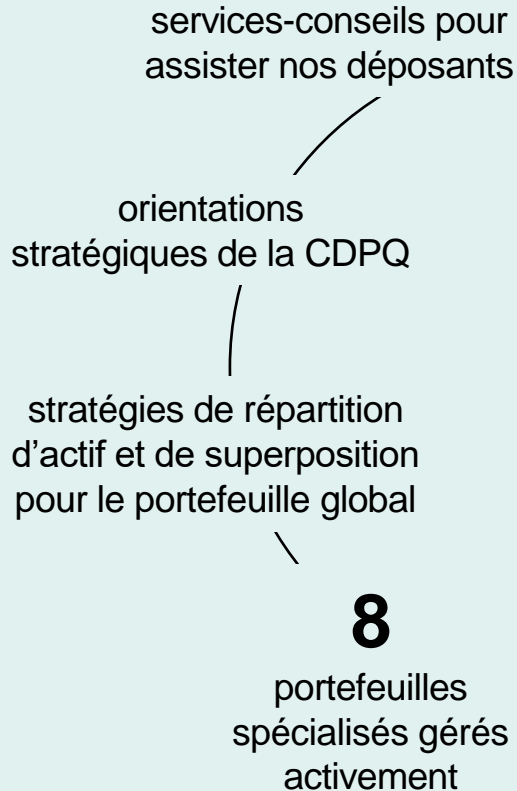 services-conseils pour
assister nos déposants
orientations
stratégiques de la CDPQ
stratégies de répartition
d'actif et de superposition
pour le portefeuille global
8
portefeuilles
spécialisés gérés
activement